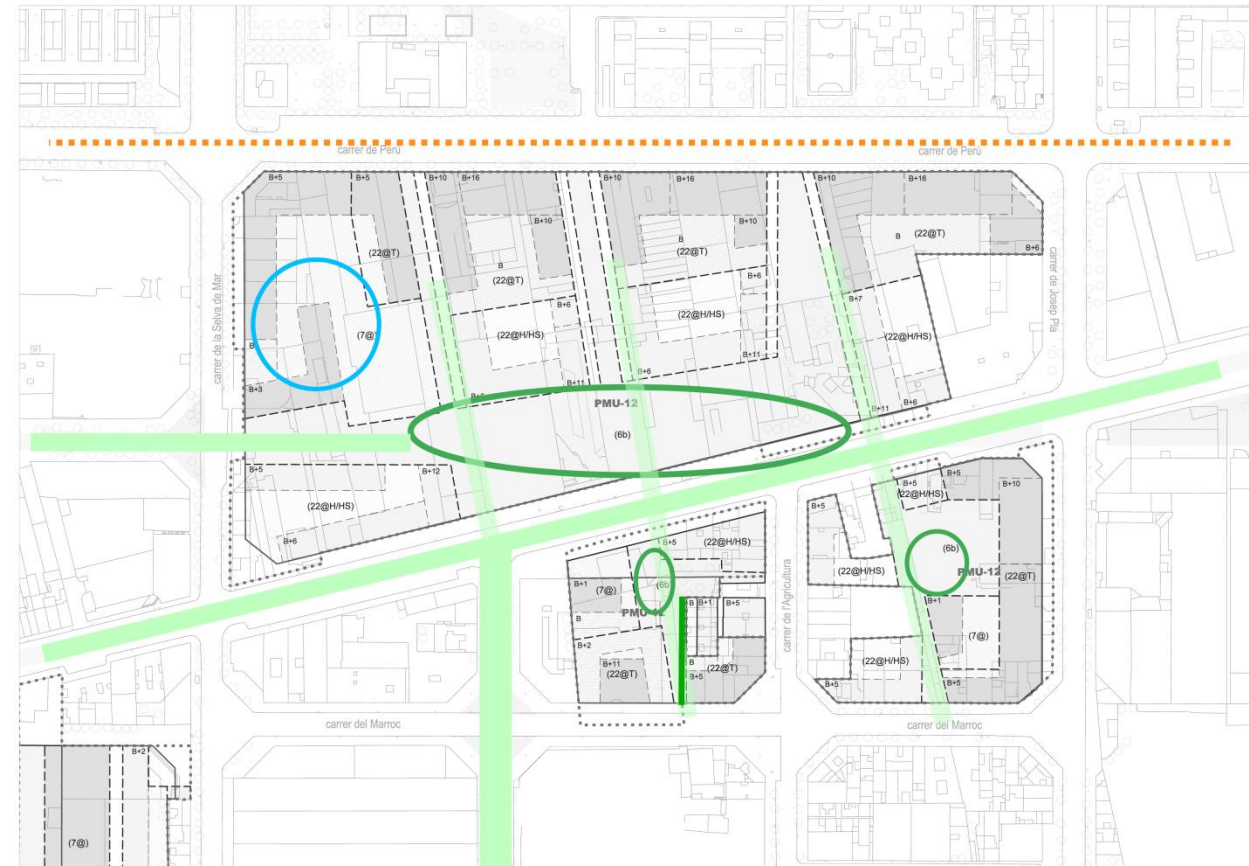 carrer de Perú
carrer de Perú
B+5
B+5
B+10
B+16
B+10
B+16
B+10
B+16
B+10
B+10
B
(22@T)
B
(22@T)
B
(22@T)
(22@T)
B+6
carrer de la Selva de Mar
carrer de Josep Pla
B+6
B+6
B+7
(7@)
(22@H/HS)
(22@H/HS)
(22@H/HS)
B
B+3
B+11
B+6
B+11
B+11
B+6
PMU-12
(6b)
B+5
B+12
(22@H/HS)
B+6
B+5
(22@H/HS)
B+5
B+5
B+5
B+10
(22@H/HS)
(6b)
(22@H/HS)
PMU-12
(22@T)
B+1
(7@)
(6b
PMU-12
B
B+1
B+5
B
B+2
B+11
(22@T)
B
B+5
(22@T)
carrer de l'Agricultura
B+1
(7@)
(22@H/HS)
B+5
B+5
carrer del Marroc
carrer del Marroc
B+2
(7@)